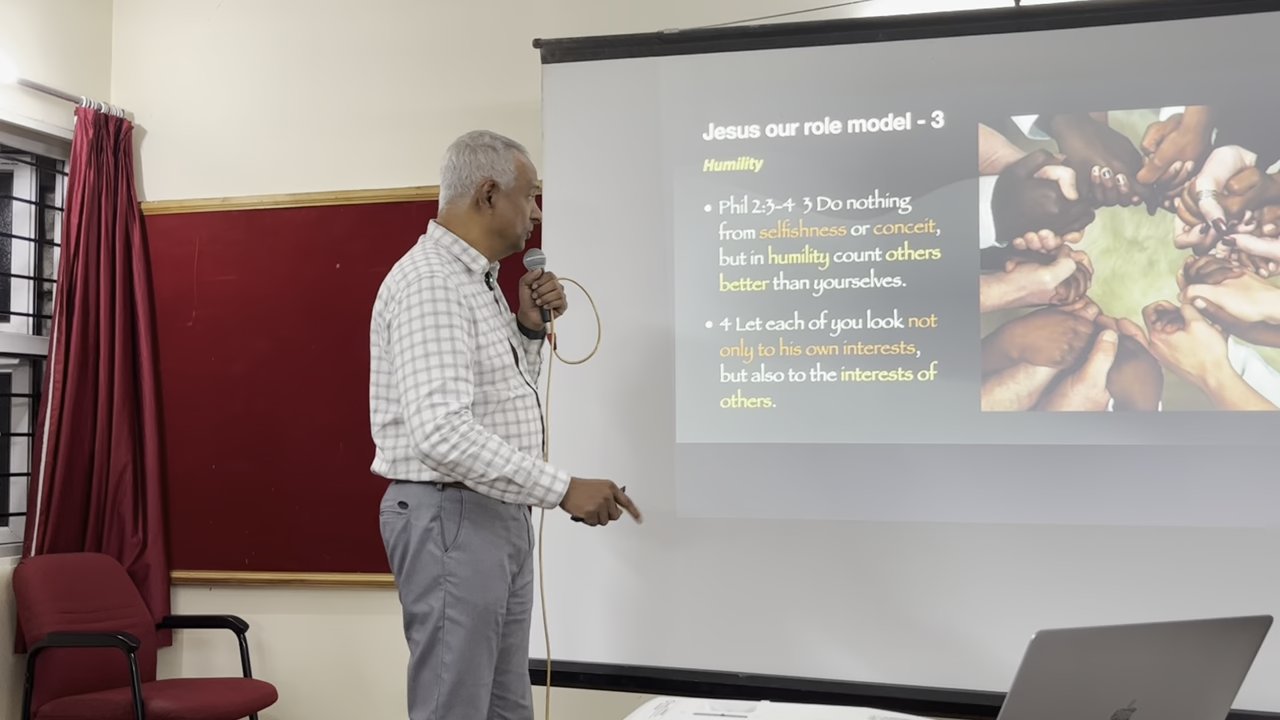 Jesus our role model - 3
Humility
• Phil 2:3-4 3 Do nothing
from selfishness or conceit,
but in humility count others
better than yourselves.
• 4 Let each of you look not
only to his own interests,
but also to the interests of
others.